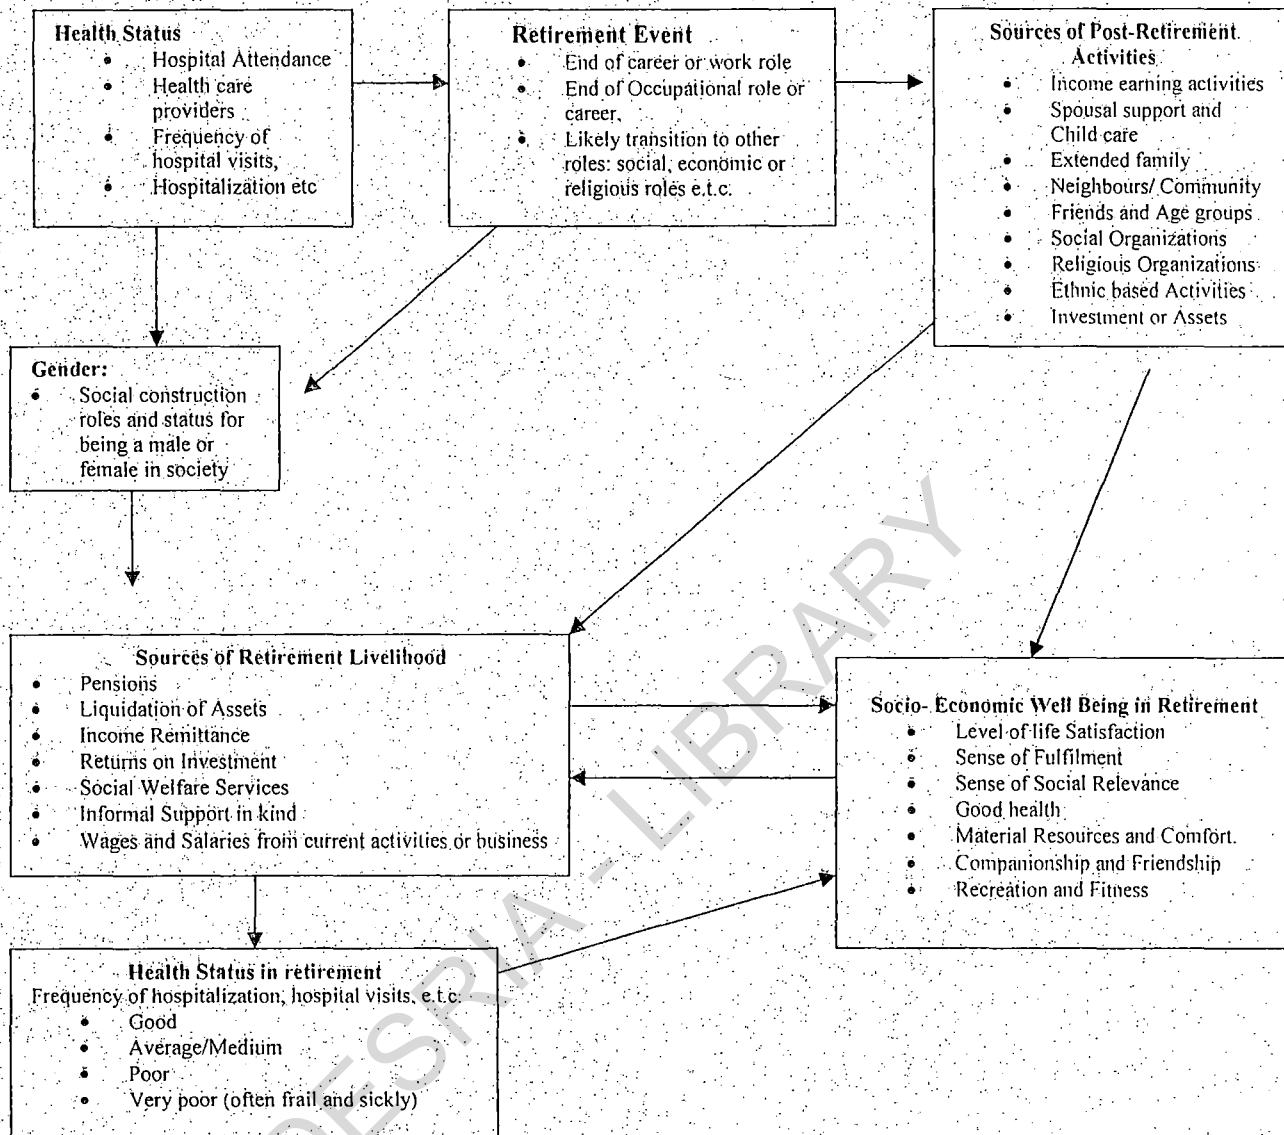 Health Status
• Hospital Attendance
• Health care
providers
• Frequency of
hospital visits,
• Hospitalization etc
Retirement Event
• End of career or work role
• End of Occupational role or
career,
• Likely transition to other
roles: social, economic or
religious roles e.t.c.
Sources of Post-Retirement
Activities
• Income earning activities
• Spousal support and
Child care
• Extended family
• Neighbours/ Community
• Friends and Age groups
• Social Organizations
• Religious Organizations
• Ethnic based Activities
• Investment or Assets
Gender:
• Social construction
roles and status for
being a male or
female in society
Sources of Retirement Livelihood
• Pensions
• Liquidation of Assets
• Income Remittance
• Returns on Investment
• Social Welfare Services
• Informal Support in kind
• Wages and Salaries from current activities or business
Socio- Economic Well Being in Retirement
• Level of life Satisfaction
• Sense of Fulfilment
• Sense of Social Relevance
• Good health
• Material Resources and Comfort.
• Companionship and Friendship
• Recreation and Fitness
Health Status in retirement
Frequency of hospitalization, hospital visits, e.t.c.
• Good
• Average/Medium
• Poor
• Very poor (often frail and sickly)
DESRIA - LIBRARY